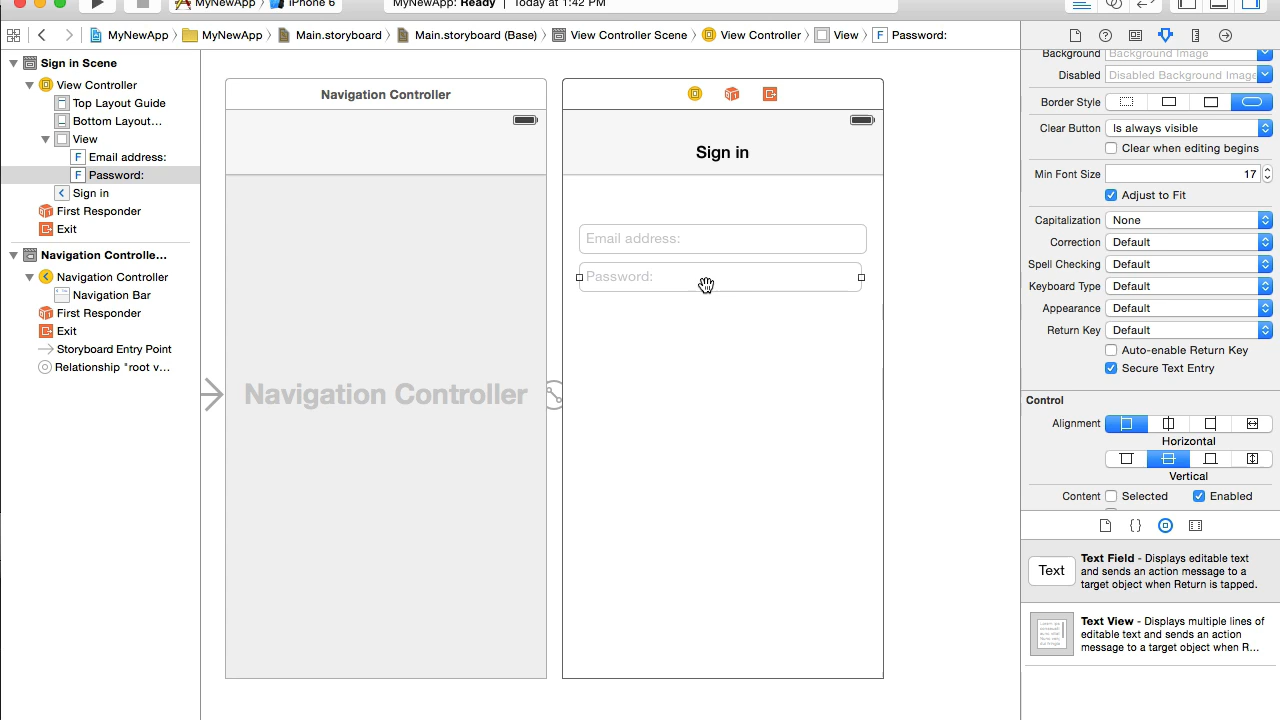 MyNewApp iPhone 6 MyNewApp: Ready | Today at 1:42 PM
MyNewApp MyNewApp Main.storyboard Main.storyboard (Base) View Controller Scene View Controller View F Password:
Sign in Scene
View Controller
Top Layout Guide
Bottom Layout...
View
F Email address:
F Password:
Sign in
First Responder
Exit
Navigation Controlle...
Navigation Controller
Navigation Bar
First Responder
Exit
Storyboard Entry Point
Relationship "root v...
Navigation Controller
Navigation Controller
Sign in
Email address:
Password:
Background Background Image
Disabled Disabled Background Image
Border Style
Clear Button Is always visible
Clear when editing begins
Min Font Size 17
Adjust to Fit
Capitalization None
Correction Default
Spell Checking Default
Keyboard Type Default
Appearance Default
Return Key Default
Auto-enable Return Key
Secure Text Entry
Control
Alignment
Horizontal
Vertical
Content Selected Enabled
Text
Text Field - Displays editable text
and sends an action message to a
target object when Return is tapped.
Text View - Displays multiple lines of
editable text and sends an action
message to a target object when R...